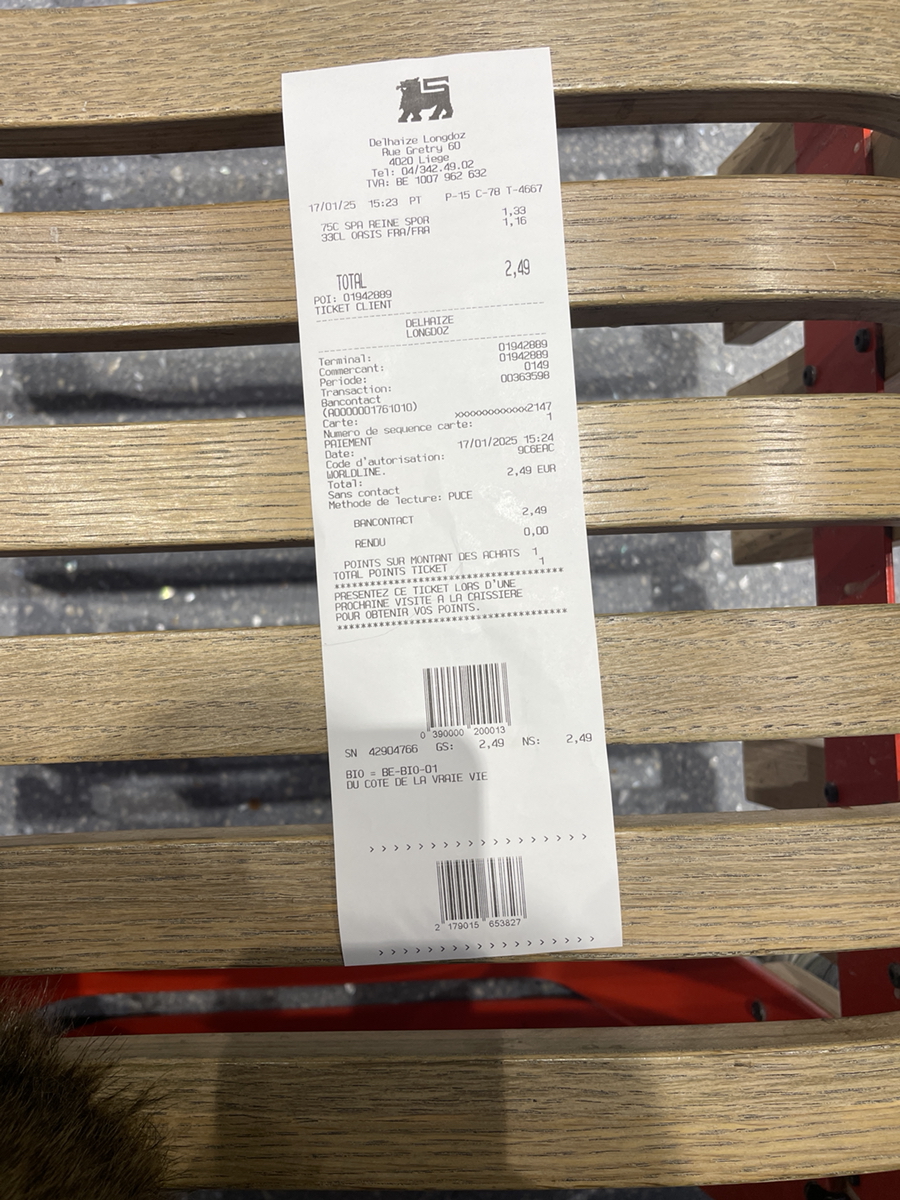 Delhaize Longdoz
Rue Gretry 60
4020 Liege
Tel: 04/342.49.02
TVA: BE 1007 962 632
17/01/25 15:23 PT P-15 C-78 T-4667
75C SPA REINE SPOR 1,33
33CL OASIS FRA/FRA 1,16
TOTAL 2,49
POI: 01942889
TICKET CLIENT
DELHAIZE
LONGDOZ
Terminal: 01942889
Commercant: 01942889
Periode: 0149
Transaction: 00363598
Bancontact
(A0000001761010)
Carte: xxxxxxxxxxxxx2147
Numero de sequence carte: 1
PAIEMENT
Date: 17/01/2025 15:24
Code d'autorisation: 9C6EAC
WORLDLINE.
Total: 2,49 EUR
Sans contact
Methode de lecture: PUCE
BANCONTACT 2,49
RENDU 0,00
POINTS SUR MONTANT DES ACHATS 1
TOTAL POINTS TICKET 1
***********************************
PRESENTEZ CE TICKET LORS D'UNE
PROCHAINE VISITE A LA CAISSIERE
POUR OBTENIR VOS POINTS.
***********************************
0 390000 200013
SN 42904766 GS: 2,49 NS: 2,49
BIO = BE-BIO-01
DU COTE DE LA VRAIE VIE
> > > > > > > > > > > > > > > > > >
2 179015 653827
> > > > > > > > > > > > > > > > > >